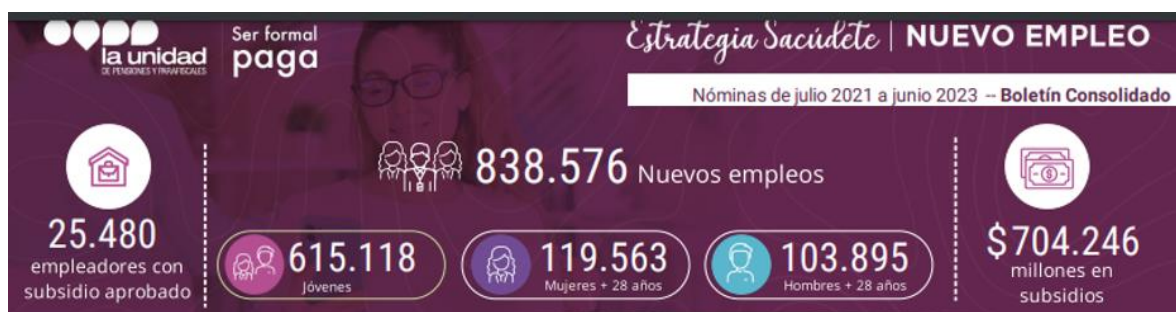 la unidad
DE PENSIONES Y PARAFISCALES
Ser formal
paga
Estrategia Sacúdete | NUEVO EMPLEO
Nóminas de julio 2021 a junio 2023 -- Boletín Consolidado
838.576 Nuevos empleos
25.480
empleadores con
subsidio aprobado
615.118
Jóvenes
119.563
Mujeres + 28 años
103.895
Hombres + 28 años
$704.246
millones en
subsidios